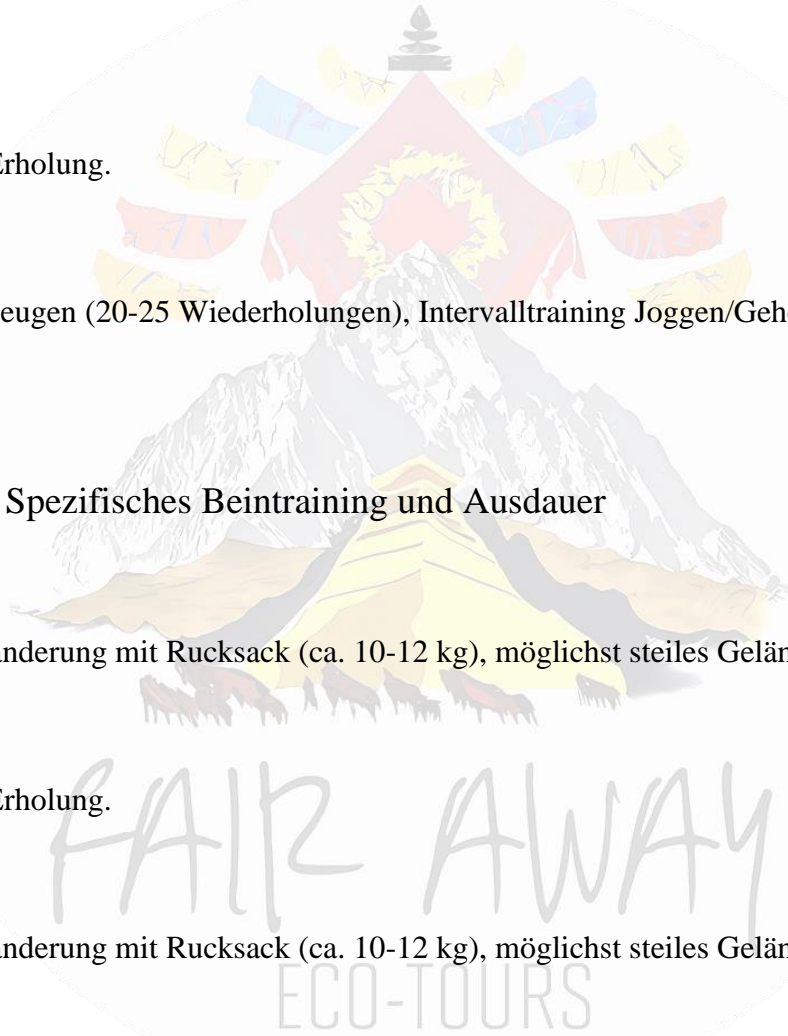 Erholung.
eugen (20-25 Wiederholungen), Intervalltraining Joggen/Gehe
Spezifisches Beintraining und Ausdauer
anderung mit Rucksack (ca. 10-12 kg), möglichst steiles Gelän
Erholung.
FAIR AWAY
anderung mit Rucksack (ca. 10-12 kg), möglichst steiles Gelän
ECO-TOURS